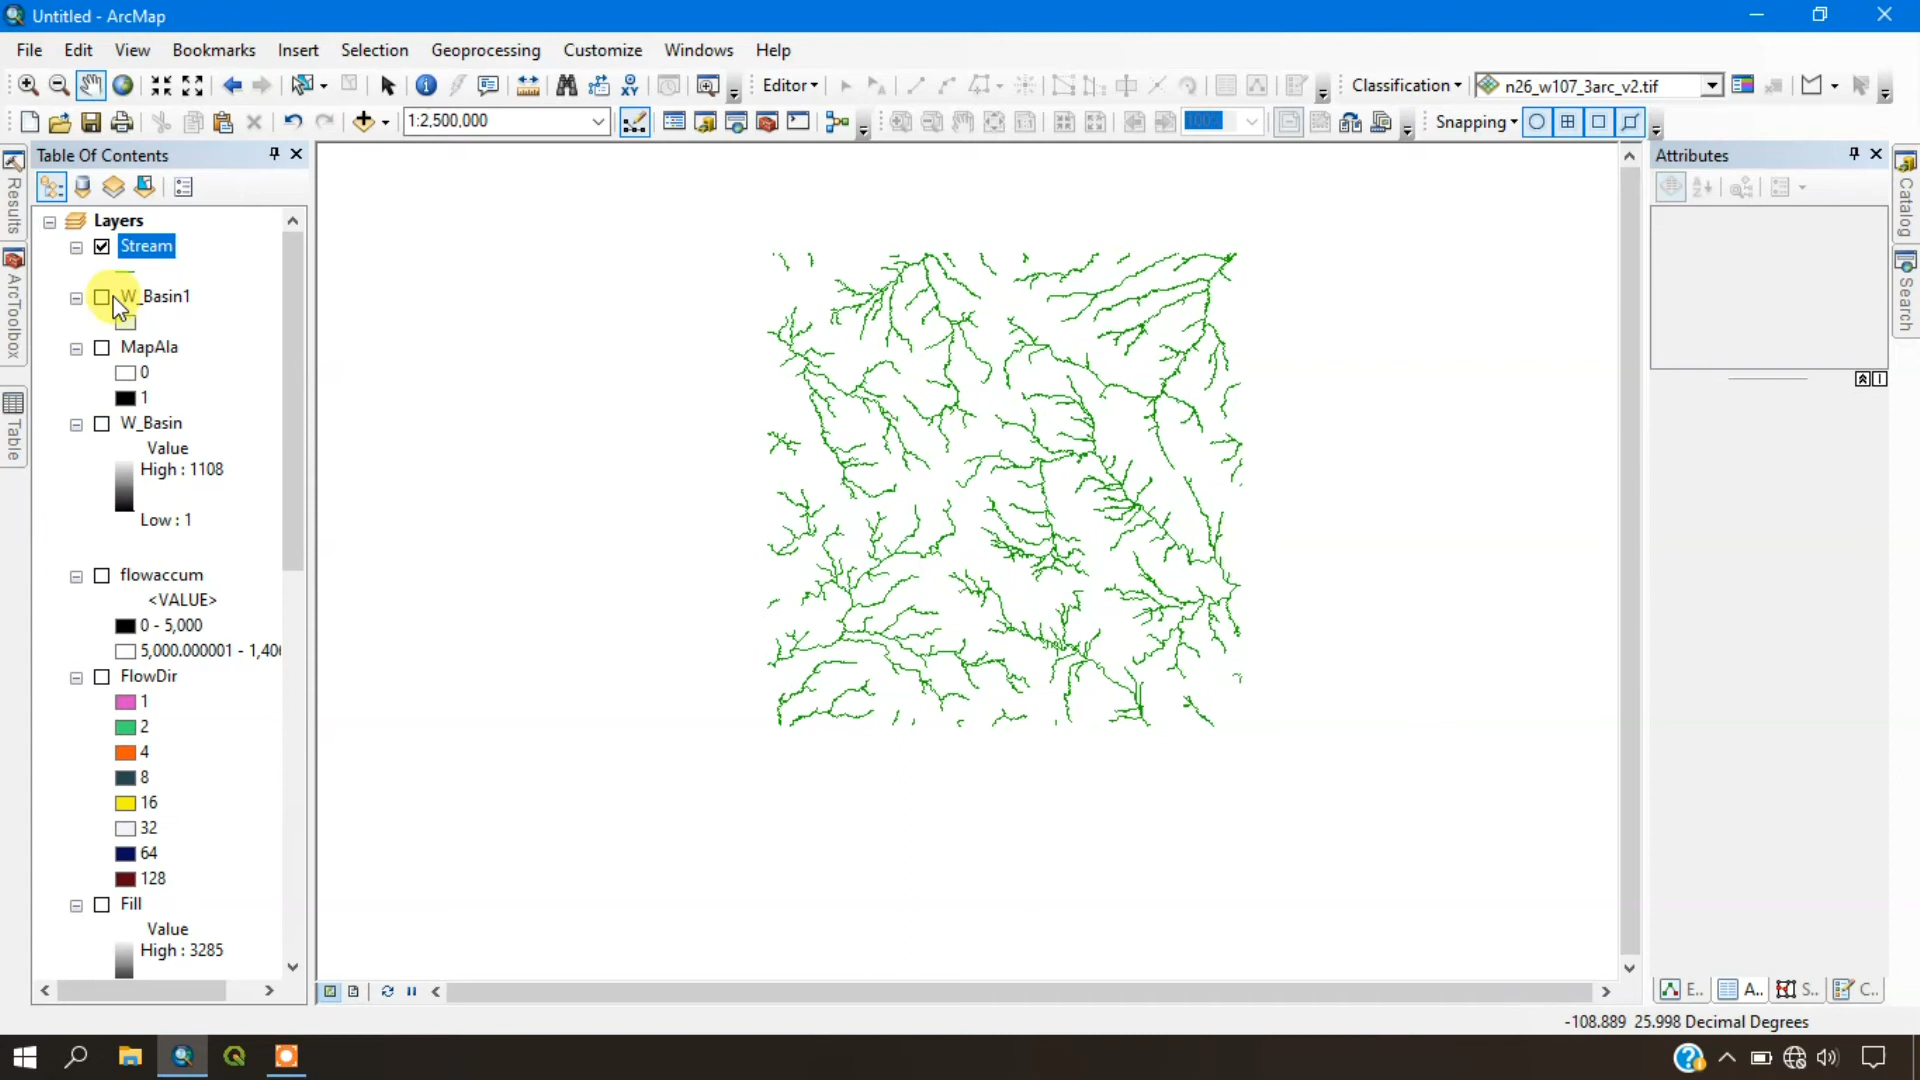 Untitled - ArcMap
File Edit View Bookmarks Insert Selection Geoprocessing Customize Windows Help
Editor
Classification n26_w107_3arc_v2.tif
1:2,500,000
100%
Snapping
Table Of Contents
Attributes
Results
ArcToolbox
Table
Catalog
Search
Layers
Stream
W_Basin1
MapAla
0
1
W_Basin
Value
High : 1108
Low : 1
flowaccum
<VALUE>
0 - 5,000
5,000.000001 - 1,40
FlowDir
1
2
4
8
16
32
64
128
Fill
Value
High : 3285
E.. A.. S.. C..
-108.889 25.998 Decimal Degrees